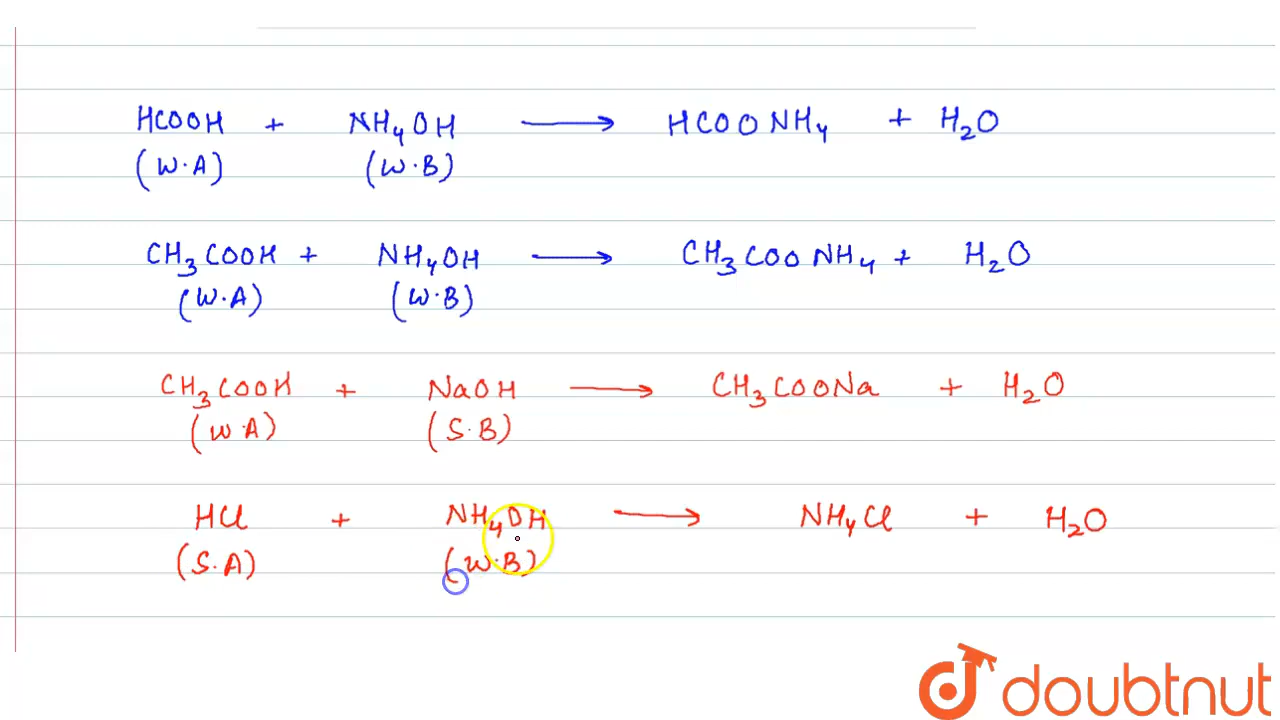 HCOOH + NH4OH ⟶ HCOONH4 + H2O
(W.A) (W.B)
CH3COOH + NH4OH ⟶ CH3COONH4 + H2O
(W.A) (W.B)
CH3COOH + NaOH ⟶ CH3COONa + H2O
(W.A) (S.B)
HCl + NH4OH ⟶ NH4Cl + H2O
(S.A) (W.B)
doubtnut